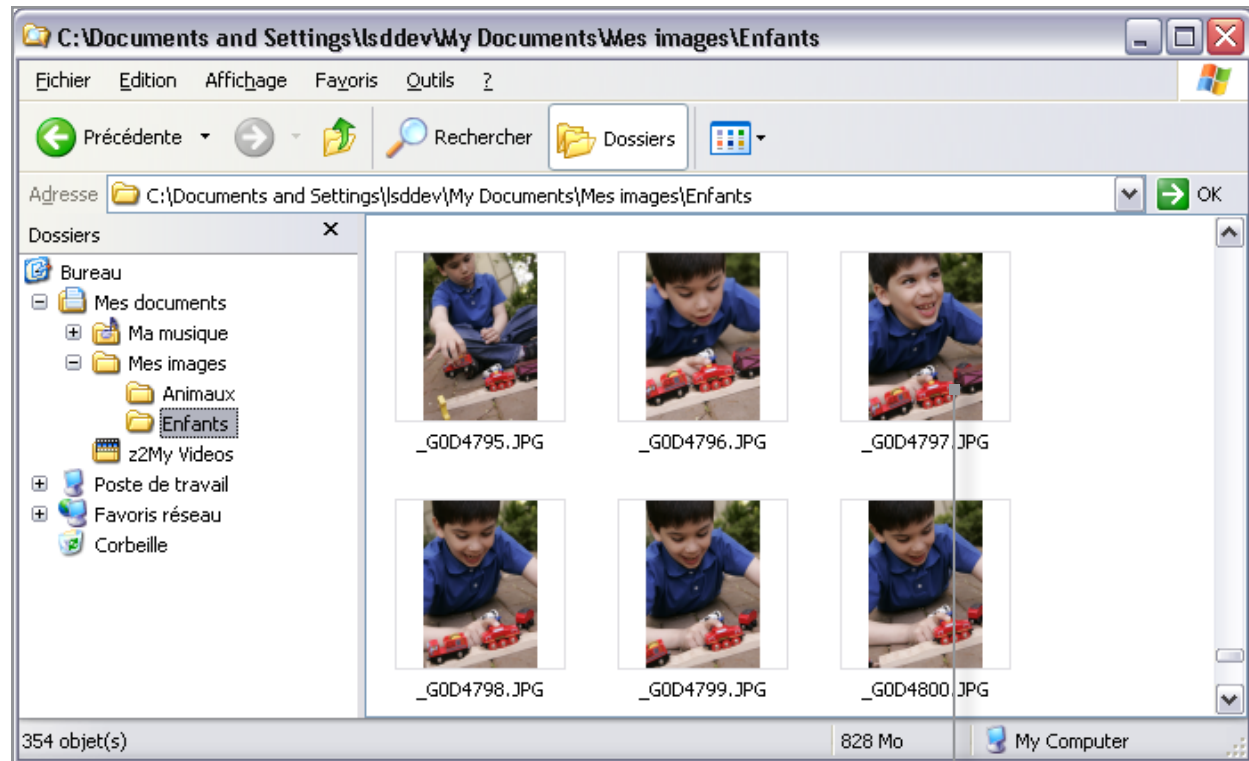 C:\Documents and Settings\lsddev\My Documents\Mes images\Enfants
Fichier Edition Affichage Favoris Outils ?
Précédente Rechercher Dossiers
Adresse C:\Documents and Settings\lsddev\My Documents\Mes images\Enfants OK
Dossiers X
Bureau
Mes documents
Ma musique
Mes images
Animaux
Enfants
z2My Videos
Poste de travail
Favoris réseau
Corbeille
_G0D4795.JPG _G0D4796.JPG _G0D4797.JPG
_G0D4798.JPG _G0D4799.JPG _G0D4800.JPG
354 objet(s) 828 Mo My Computer